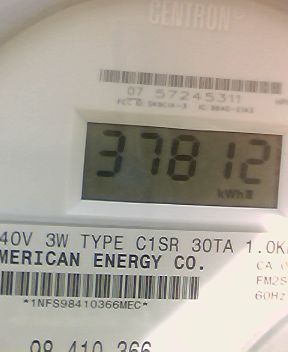 CENTRON®
07 57245311
37812
kWh
40V 3W TYPE C1SR 30TA 1.0K
MERICAN ENERGY CO.
CA
FM2S
60Hz
*1NFS98410366MEC*
98 410 366